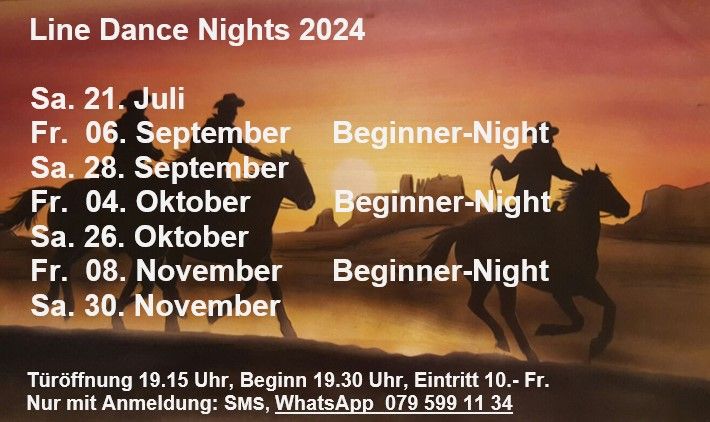 Line Dance Nights 2024
Sa. 21. Juli
Fr. 06. September Beginner-Night
Sa. 28. September
Fr. 04. Oktober Beginner-Night
Sa. 26. Oktober
Fr. 08. November Beginner-Night
Sa. 30. November
Türöffnung 19.15 Uhr, Beginn 19.30 Uhr, Eintritt 10.- Fr.
Nur mit Anmeldung: SMS, WhatsApp 079 599 11 34